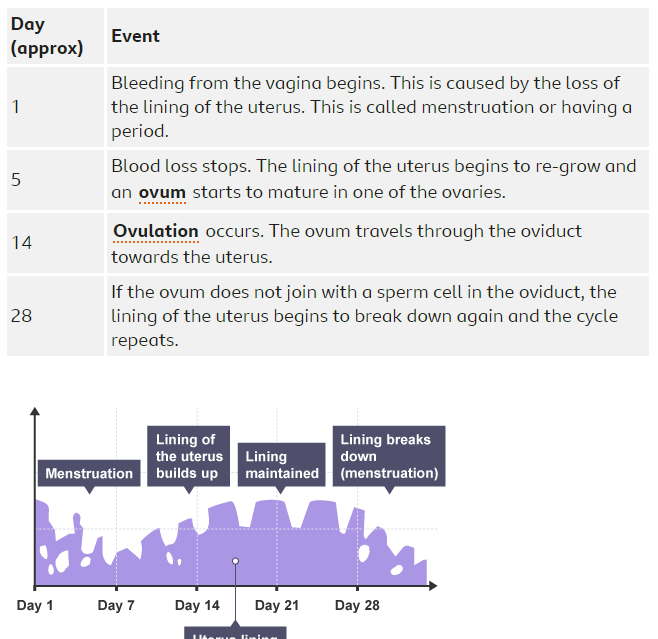 Day
(approx)
Event
1
Bleeding from the vagina begins. This is caused by the loss of
the lining of the uterus. This is called menstruation or having a
period.
5
Blood loss stops. The lining of the uterus begins to re-grow and
an ovum starts to mature in one of the ovaries.
14
Ovulation occurs. The ovum travels through the oviduct
towards the uterus.
28
If the ovum does not join with a sperm cell in the oviduct, the
lining of the uterus begins to break down again and the cycle
repeats.
Menstruation
Lining of
the uterus
builds up
Lining
maintained
Lining breaks
down
(menstruation)
Day 1
Day 7
Day 14
Day 21
Day 28
Uterus lining